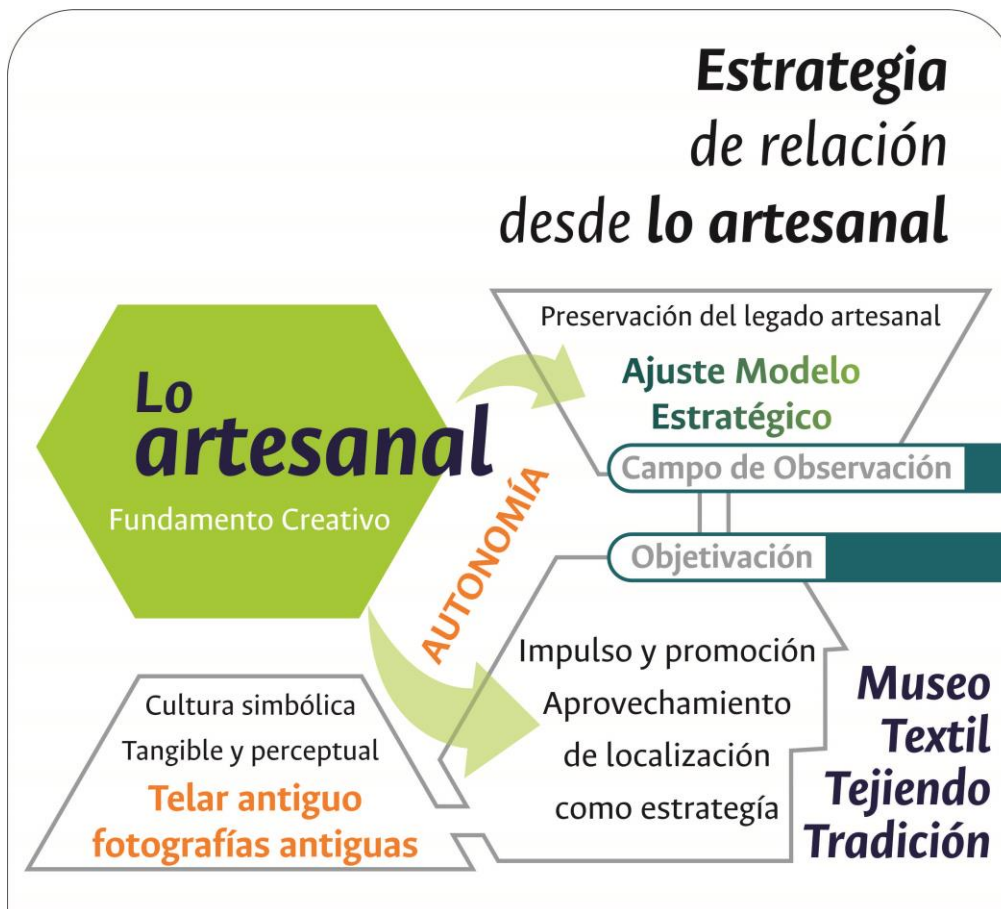 Estrategia
de relación
desde lo artesanal
Lo
artesanal
Fundamento Creativo
AUTONOMÍA
Preservación del legado artesanal
Ajuste Modelo
Estratégico
Campo de Observación
Objetivación
Impulso y promoción
Aprovechamiento
de localización
como estrategía
Cultura simbólica
Tangible y perceptual
Telar antiguo
fotografías antiguas
Museo
Textil
Tejiendo
Tradición